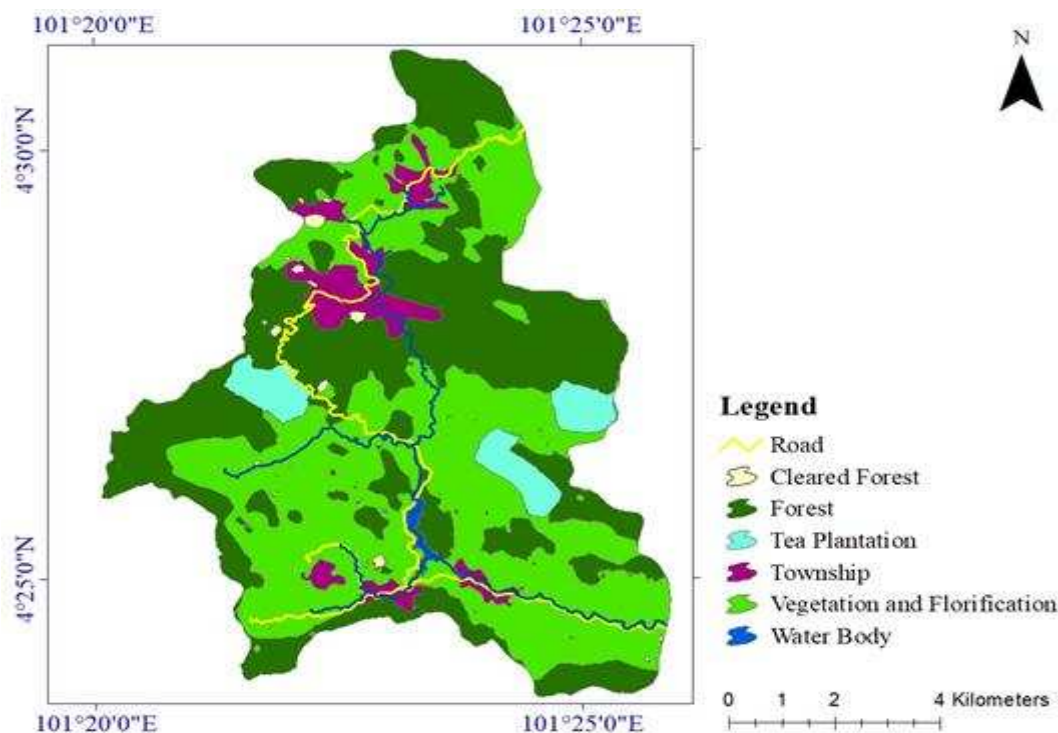 101°20'0"E 101°25'0"E
N
4°30'0"N
4°25'0"N
Legend
Road
Cleared Forest
Forest
Tea Plantation
Township
Vegetation and Florification
Water Body
0 1 2 4 Kilometers
101°20'0"E 101°25'0"E